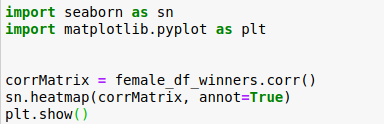 import seaborn as sn
import matplotlib.pyplot as plt
corrMatrix = female_df_winners.corr()
sn.heatmap(corrMatrix, annot=True)
plt.show()